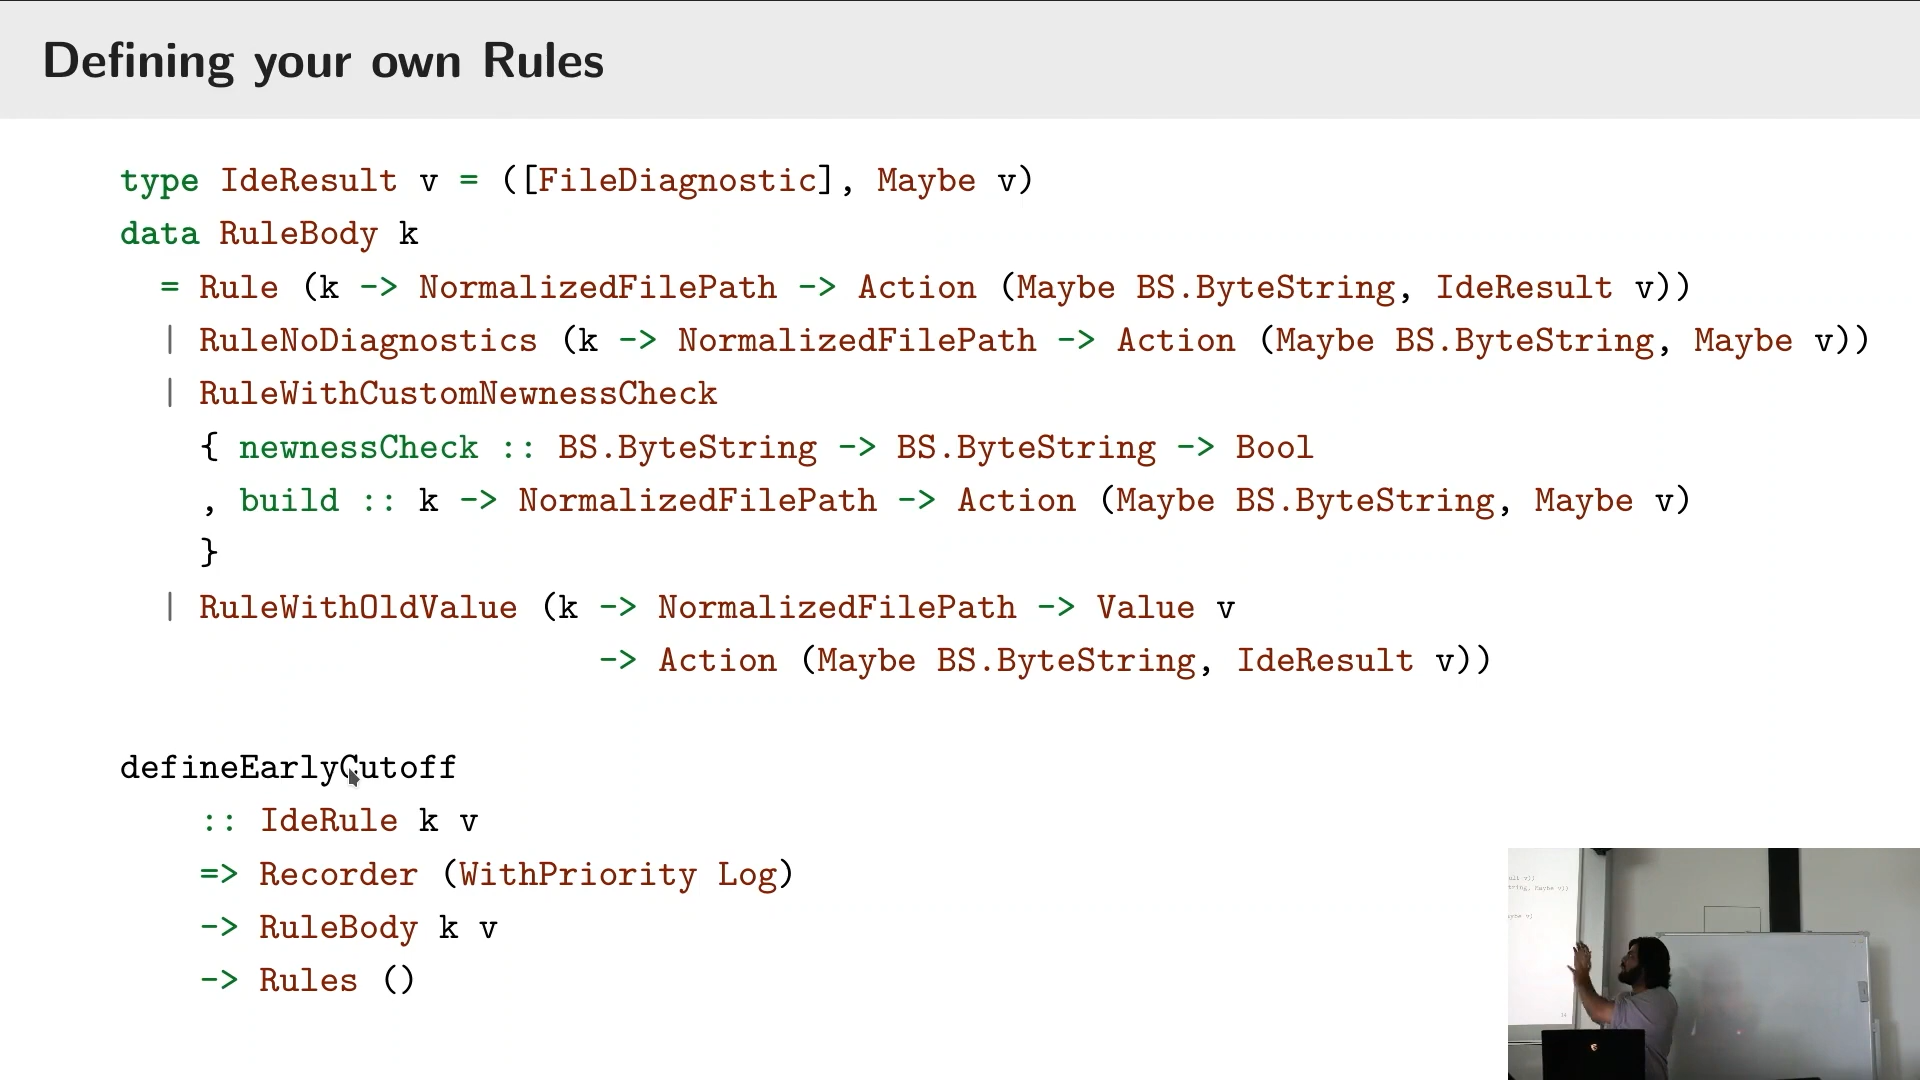 Defining your own Rules
type IdeResult v = ([FileDiagnostic], Maybe v)
data RuleBody k
= Rule (k -> NormalizedFilePath -> Action (Maybe BS.ByteString, IdeResult v))
| RuleNoDiagnostics (k -> NormalizedFilePath -> Action (Maybe BS.ByteString, Maybe v))
| RuleWithCustomNewnessCheck
{ newnessCheck :: BS.ByteString -> BS.ByteString -> Bool
, build :: k -> NormalizedFilePath -> Action (Maybe BS.ByteString, Maybe v)
}
| RuleWithOldValue (k -> NormalizedFilePath -> Value v
-> Action (Maybe BS.ByteString, IdeResult v))
defineEarlyCutoff
:: IdeRule k v
=> Recorder (WithPriority Log)
-> RuleBody k v
-> Rules ()